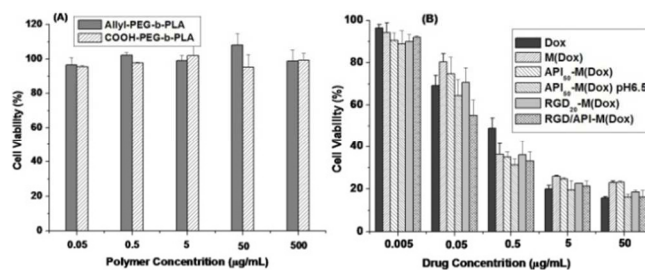 (A)
Allyl-PEG-b-PLA
COOH-PEG-b-PLA
Cell Viability (%)
140
120
100
80
60
40
20
0
0.05 0.5 5 50 500
Polymer Concentrition (μg/mL)
(B)
Dox
M(Dox)
API50-M(Dox)
API50-M(Dox) pH6.5
RGD20-M(Dox)
RGD/API-M(Dox)
Cell Viability (%)
100
80
60
40
20
0
0.005 0.05 0.5 5 50
Drug Concentrition (μg/mL)